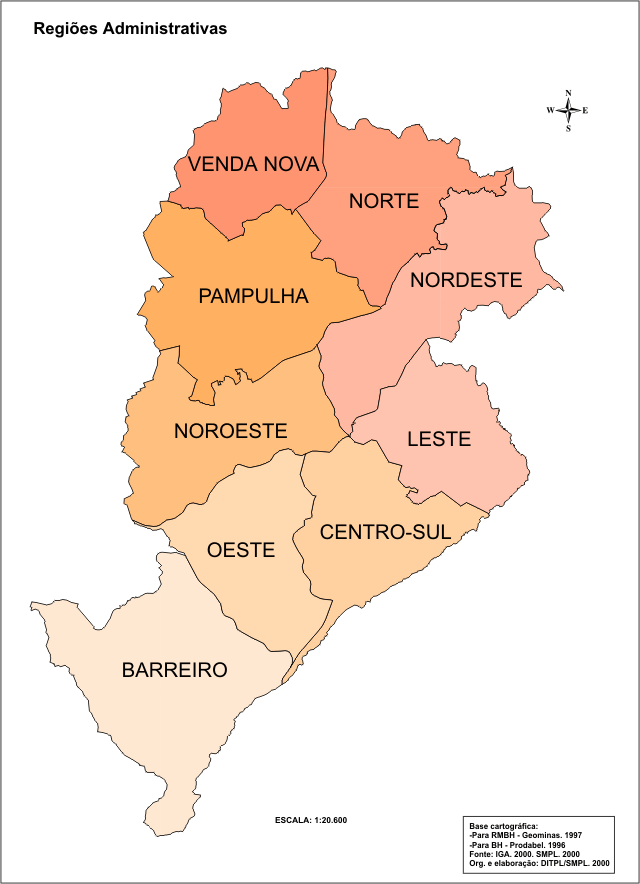 Regiões Administrativas
N
W E
S
VENDA NOVA
NORTE
NORDESTE
PAMPULHA
NOROESTE
LESTE
CENTRO-SUL
OESTE
BARREIRO
ESCALA: 1:20.600
Base cartográfica:
-Para RMBH - Geominas. 1997
-Para BH - Prodabel. 1996
Fonte: IGA. 2000. SMPL. 2000
Org. e elaboração: DITPL/SMPL. 2000